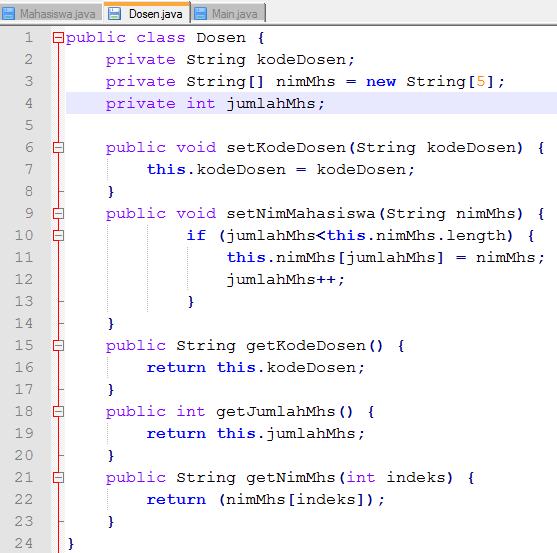 Mahasiswa.java Dosen.java Main.java
1 public class Dosen {
2 private String kodeDosen;
3 private String[] nimMhs = new String[5];
4 private int jumlahMhs;
5
6 public void setKodeDosen(String kodeDosen) {
7 this.kodeDosen = kodeDosen;
8 }
9 public void setNimMahasiswa(String nimMhs) {
10 if (jumlahMhs<this.nimMhs.length) {
11 this.nimMhs[jumlahMhs] = nimMhs;
12 jumlahMhs++;
13 }
14 }
15 public String getKodeDosen() {
16 return this.kodeDosen;
17 }
18 public int getJumlahMhs() {
19 return this.jumlahMhs;
20 }
21 public String getNimMhs(int indeks) {
22 return (nimMhs[indeks]);
23 }
24 }